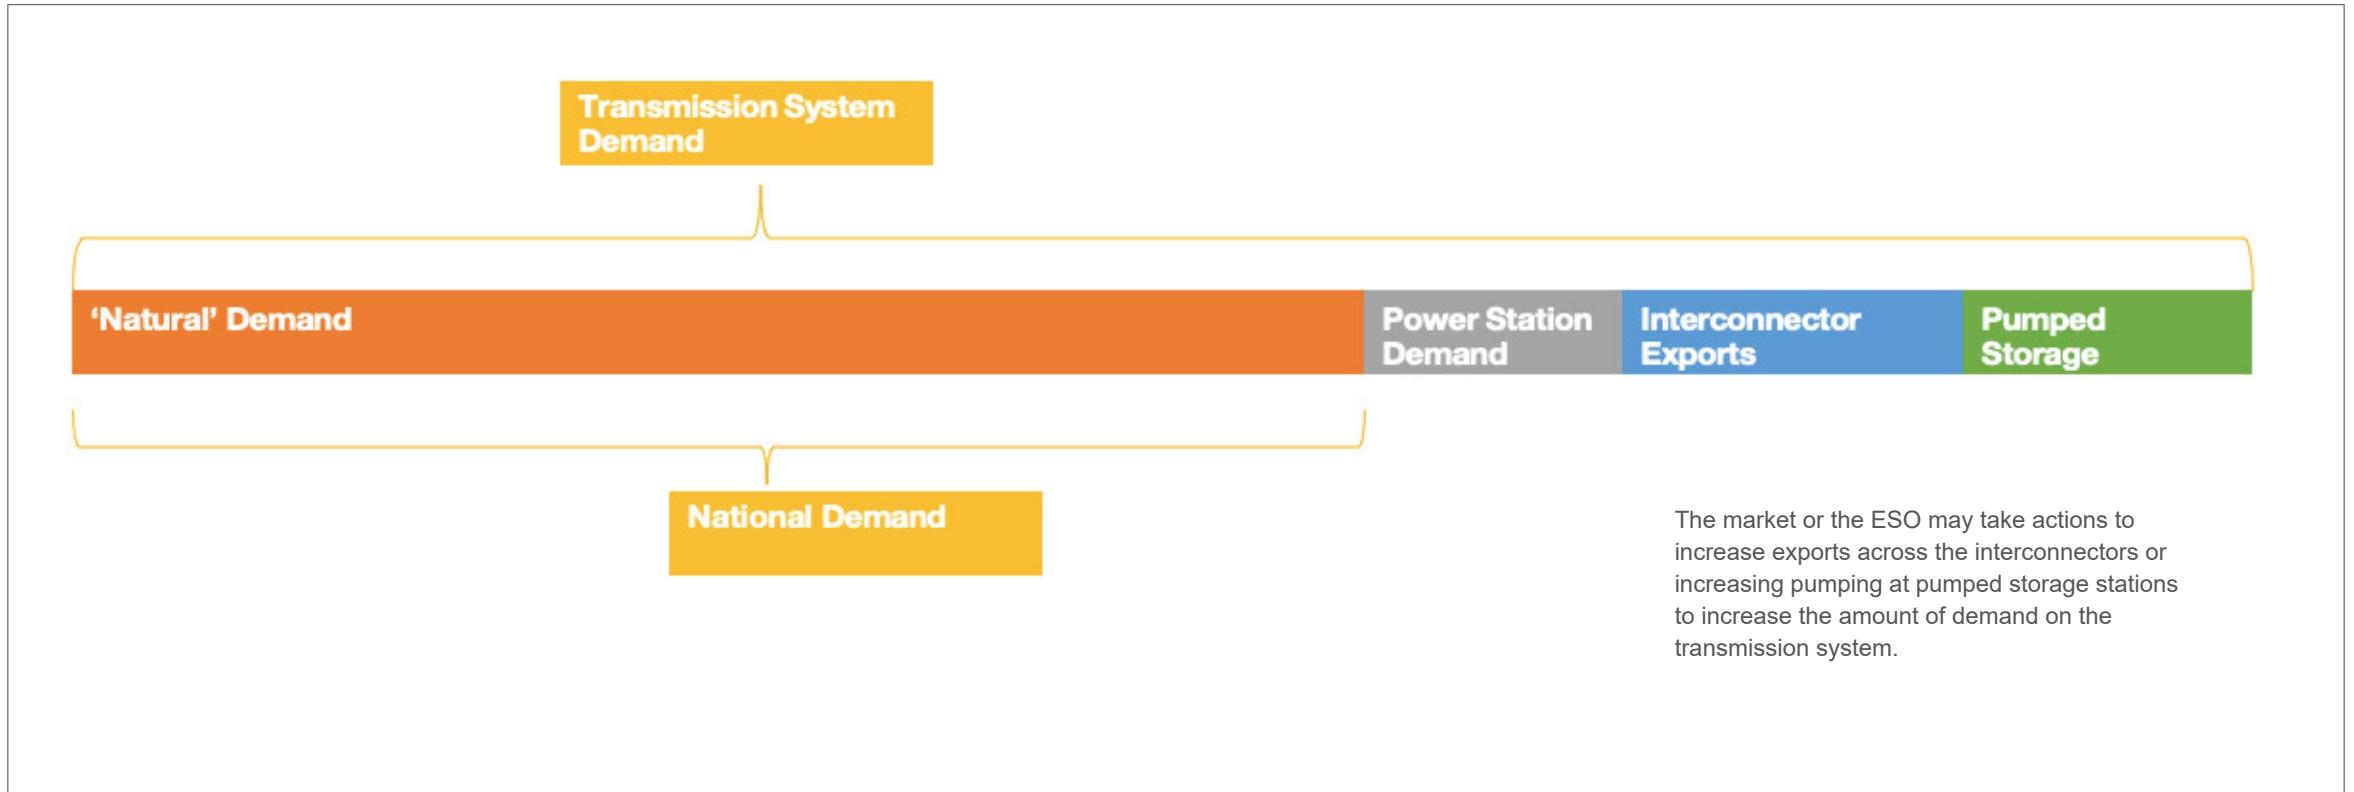 Transmission System
Demand
‘Natural’ Demand
Power Station
Demand
Interconnector
Exports
Pumped
Storage
National Demand
The market or the ESO may take actions to
increase exports across the interconnectors or
increasing pumping at pumped storage stations
to increase the amount of demand on the
transmission system.